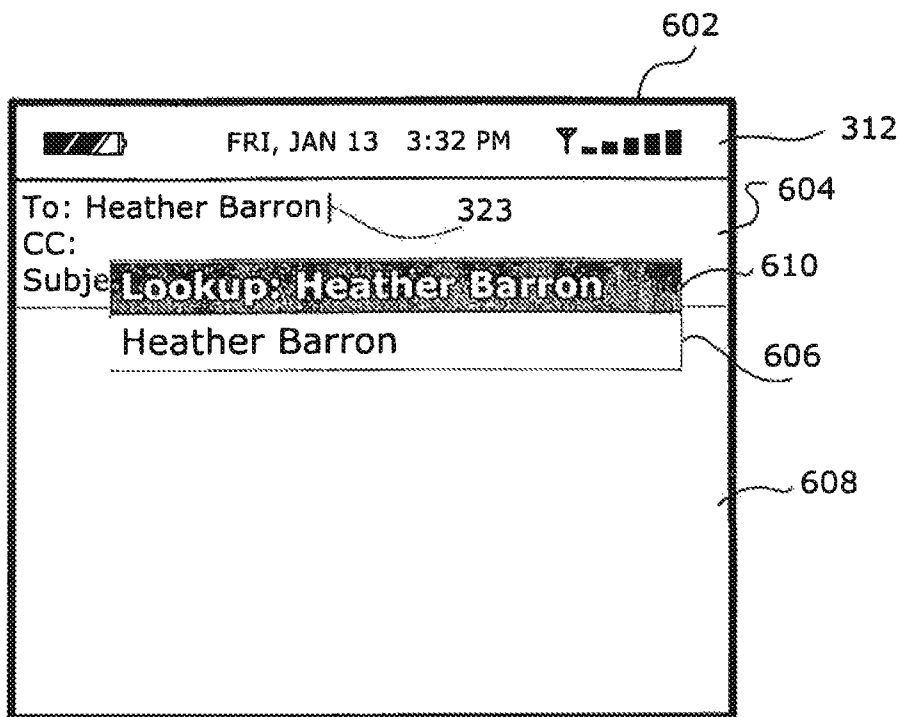 602
FRI, JAN 13 3:32 PM
312
To: Heather Barron
323
604
CC:
Subje
Lookup: Heather Barron
610
Heather Barron
606
608